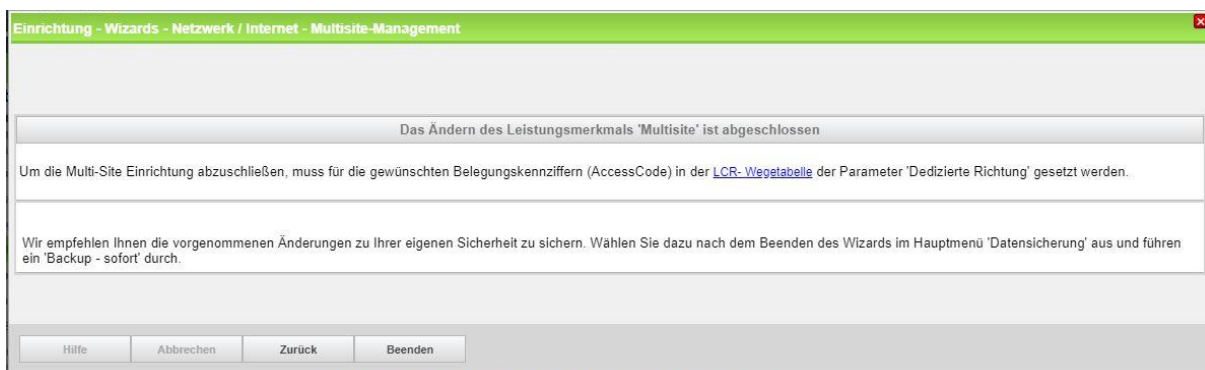 Einrichtung - Wizards - Netzwerk / Internet - Multisite-Management
Das Ändern des Leistungsmerkmals 'Multisite' ist abgeschlossen
Um die Multi-Site Einrichtung abzuschließen, muss für die gewünschten Belegungskennziffern (AccessCode) in der LCR- Wegetabelle der Parameter 'Dedizierte Richtung' gesetzt werden.
Wir empfehlen Ihnen die vorgenommenen Änderungen zu Ihrer eigenen Sicherheit zu sichern. Wählen Sie dazu nach dem Beenden des Wizards im Hauptmenü 'Datensicherung' aus und führen
ein 'Backup - sofort' durch.
Hilfe Abbrechen Zurück Beenden